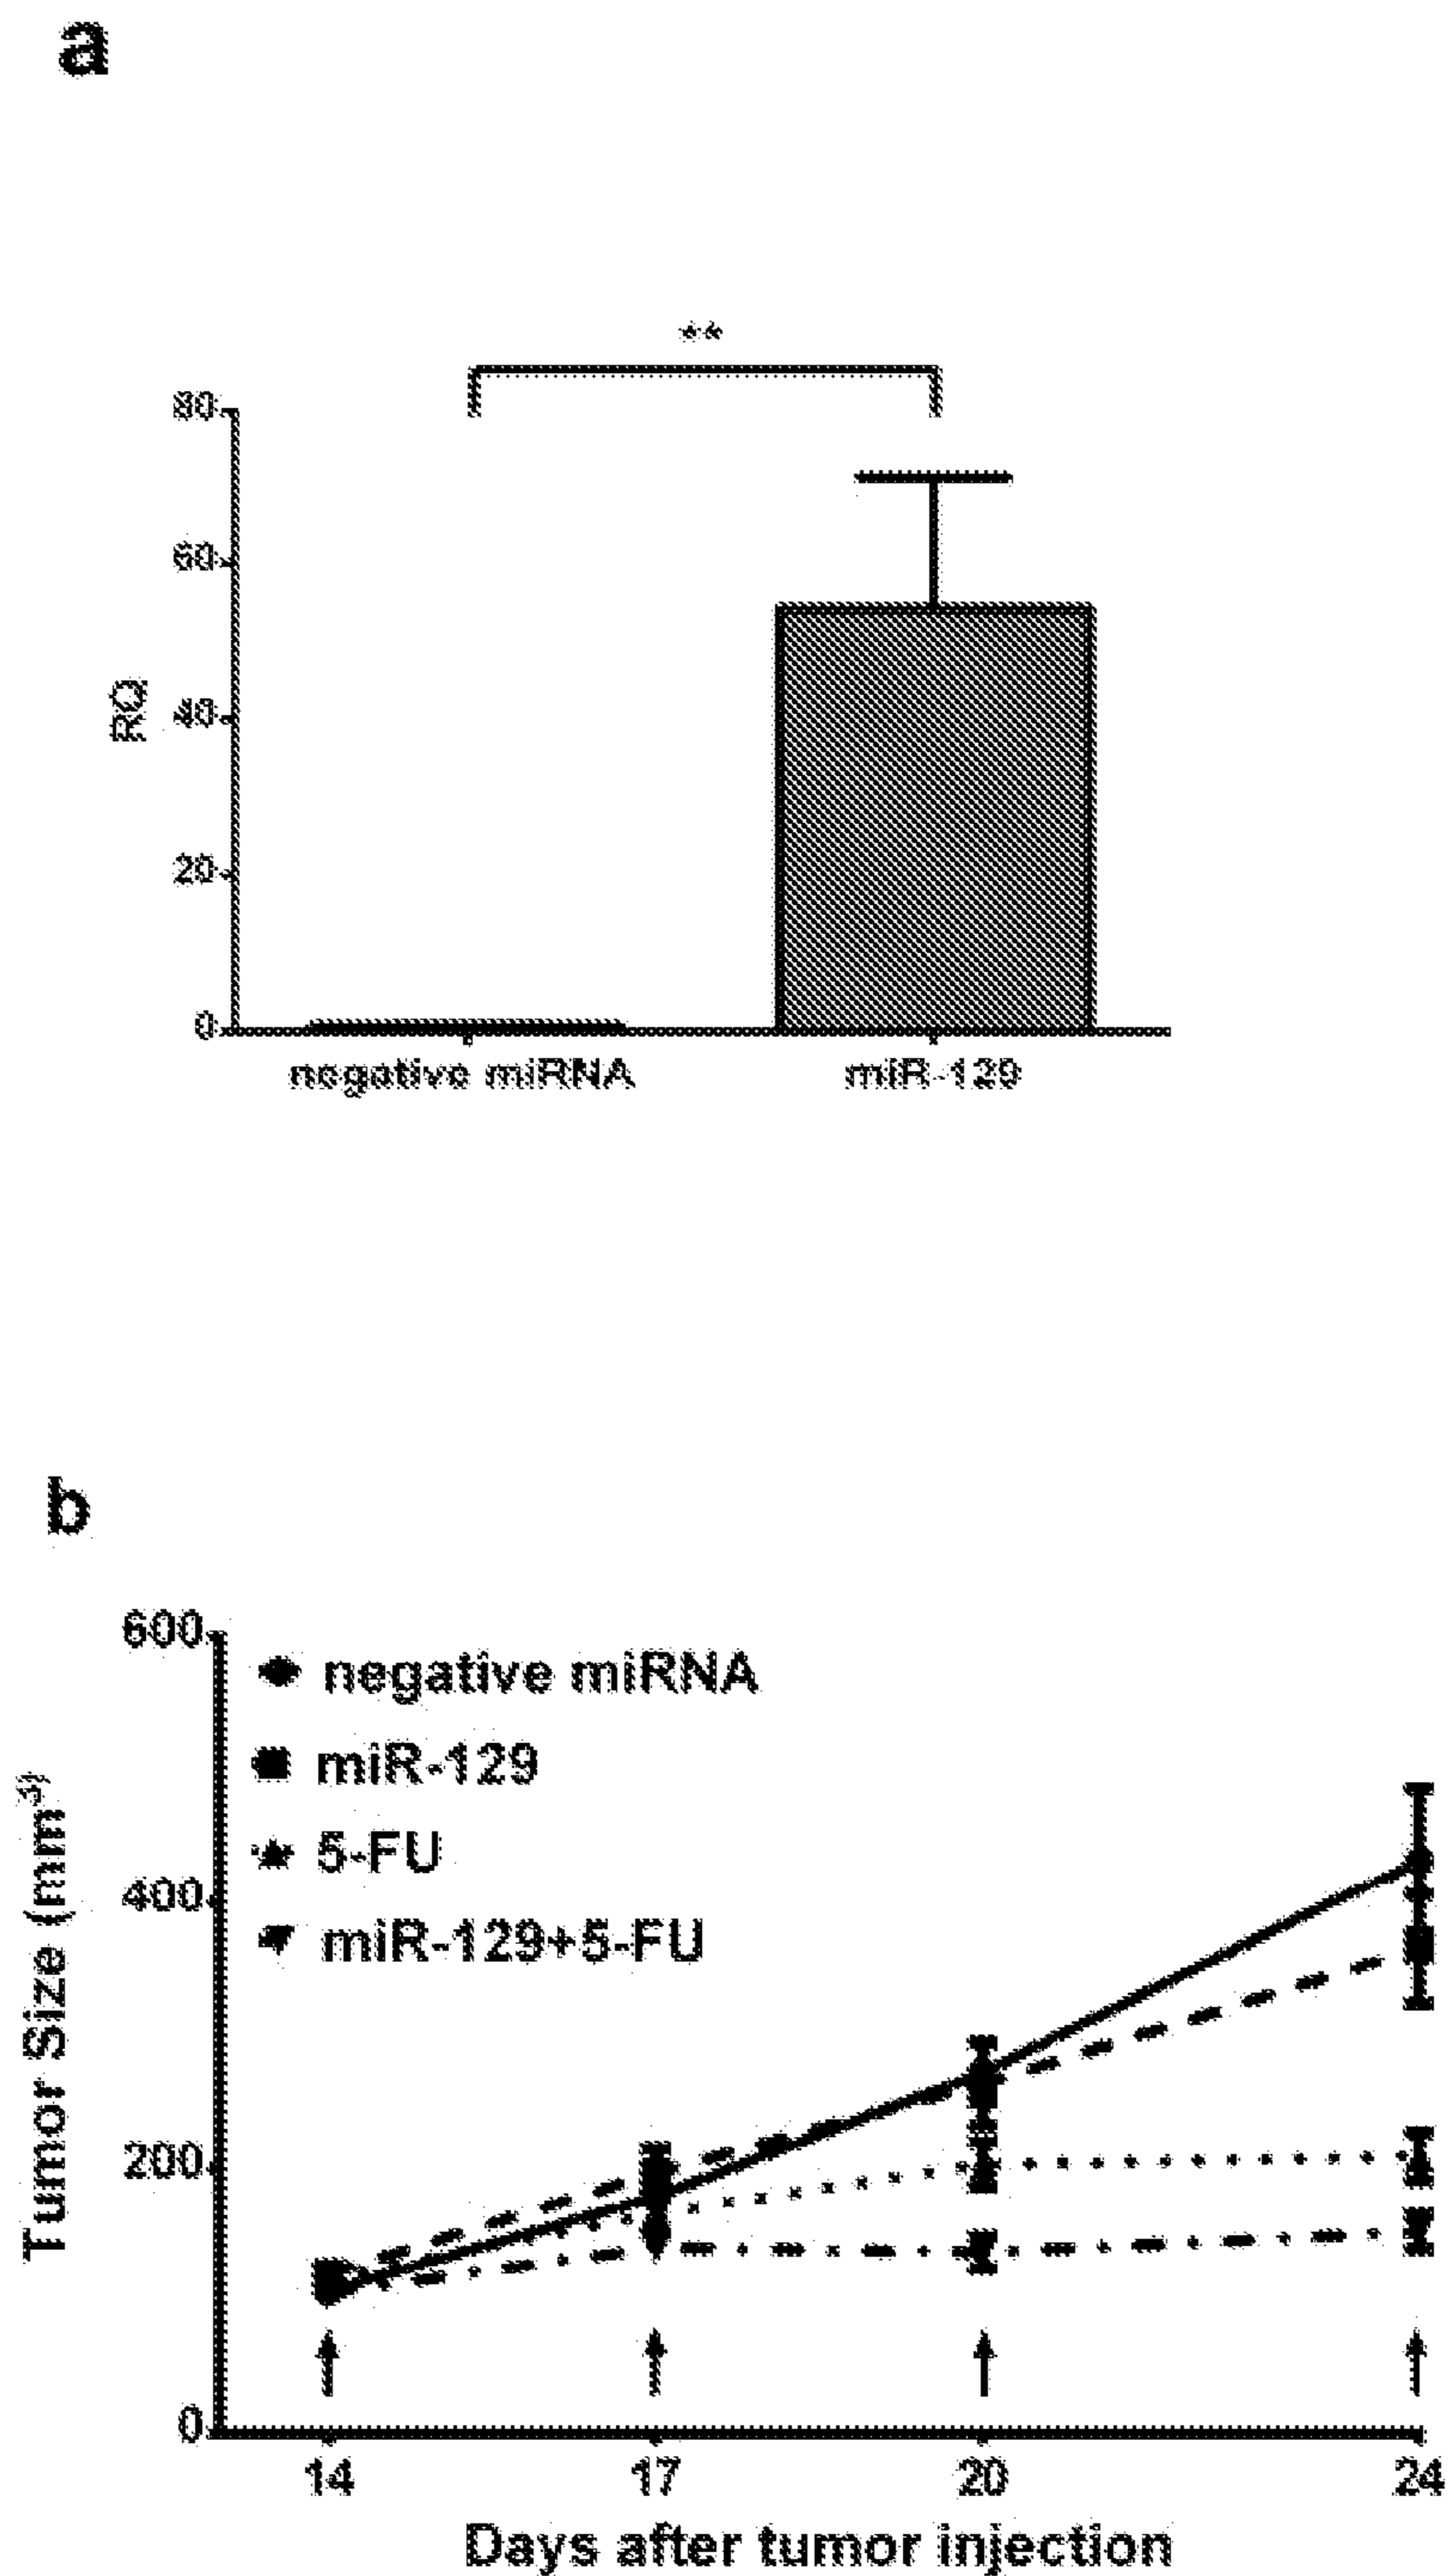 a
**
80
60
40
20
0
RQ
negative miRNA
miR-129
b
600
400
200
0
negative miRNA
miR-129
5-FU
miR-129+5-FU
Tumor Size (mm³)
14
17
20
24
Days after tumor injection